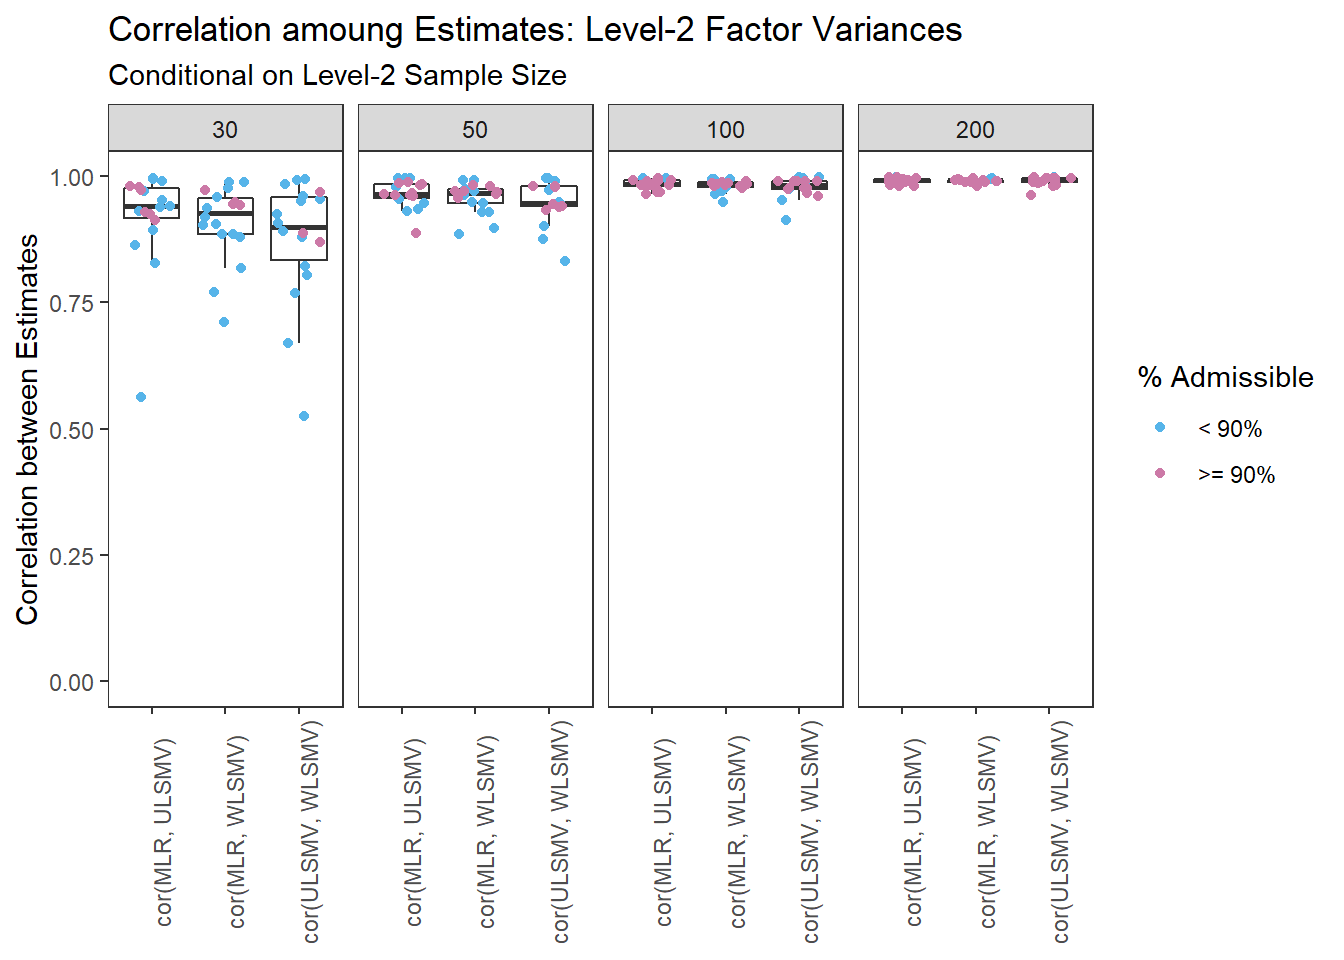 Correlation amoung Estimates: Level-2 Factor Variances
Conditional on Level-2 Sample Size
30
50
100
200
Correlation between Estimates
1.00
0.75
0.50
0.25
0.00
cor(MLR, ULSMV)
cor(MLR, WLSMV)
cor(ULSMV, WLSMV)
cor(MLR, ULSMV)
cor(MLR, WLSMV)
cor(ULSMV, WLSMV)
cor(MLR, ULSMV)
cor(MLR, WLSMV)
cor(ULSMV, WLSMV)
cor(MLR, ULSMV)
cor(MLR, WLSMV)
cor(ULSMV, WLSMV)
% Admissible
< 90%
>= 90%